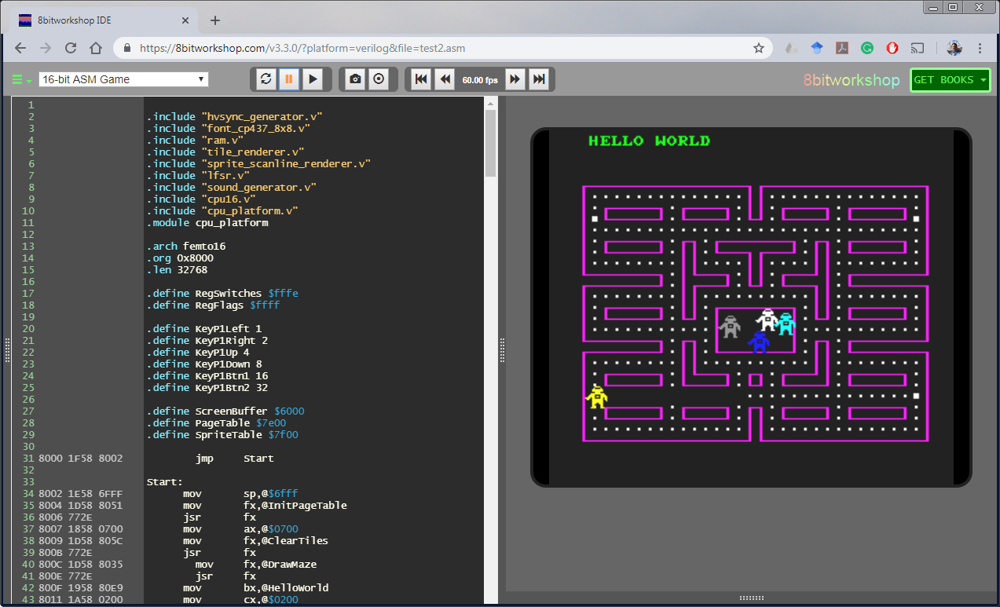 8bitworkshop IDE
https://8bitworkshop.com/v3.3.0/?platform=verilog&file=test2.asm
16-bit ASM Game
60.00 fps
8bitworkshop
GET BOOKS
1
2 .include "hvsync_generator.v"
3 .include "font_cp437_8x8.v"
4 .include "ram.v"
5 .include "tile_renderer.v"
6 .include "sprite_scanline_renderer.v"
7 .include "lfsr.v"
8 .include "sound_generator.v"
9 .include "cpu16.v"
10 .include "cpu_platform.v"
11 .module cpu_platform
12
13 .arch femto16
14 .org 0x8000
15 .len 32768
16
17 .define RegSwitches $fffe
18 .define RegFlags $ffff
19
20 .define KeyP1Left 1
21 .define KeyP1Right 2
22 .define KeyP1Up 4
23 .define KeyP1Down 8
24 .define KeyP1Btn1 16
25 .define KeyP1Btn2 32
26
27 .define ScreenBuffer $6000
28 .define PageTable $7e00
29 .define SpriteTable $7f00
30
31 8000 1F58 8002 jmp Start
32
33 Start:
34 8002 1E58 6FFF mov sp,@$6fff
35 8004 1D58 8051 mov fx,@InitPageTable
36 8006 772E jsr fx
37 8007 1858 0700 mov ax,@$0700
38 8009 1D58 805C mov fx,@ClearTiles
39 800B 772E jsr fx
40 800C 1D58 8035 mov fx,@DrawMaze
41 800E 772E jsr fx
42 800F 1958 80E9 mov bx,@HelloWorld
43 8011 1A58 0200 mov cx,@$0200
HELLO WORLD